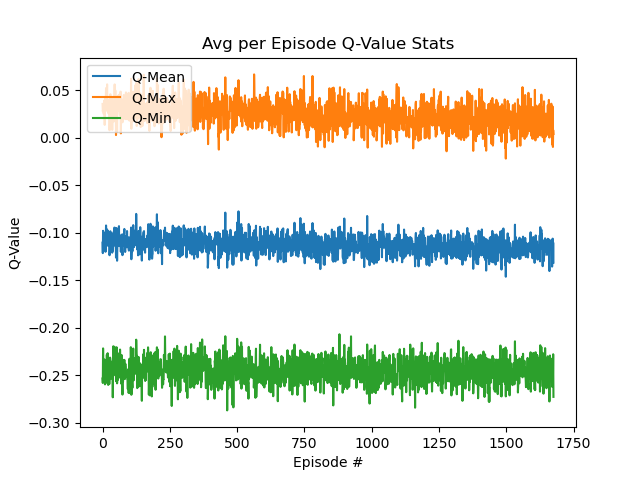 Avg per Episode Q-Value Stats
Q-Mean
Q-Max
Q-Min
0.05
0.00
−0.05
−0.10
−0.15
−0.20
−0.25
−0.30
Q-Value
0 250 500 750 1000 1250 1500 1750
Episode #